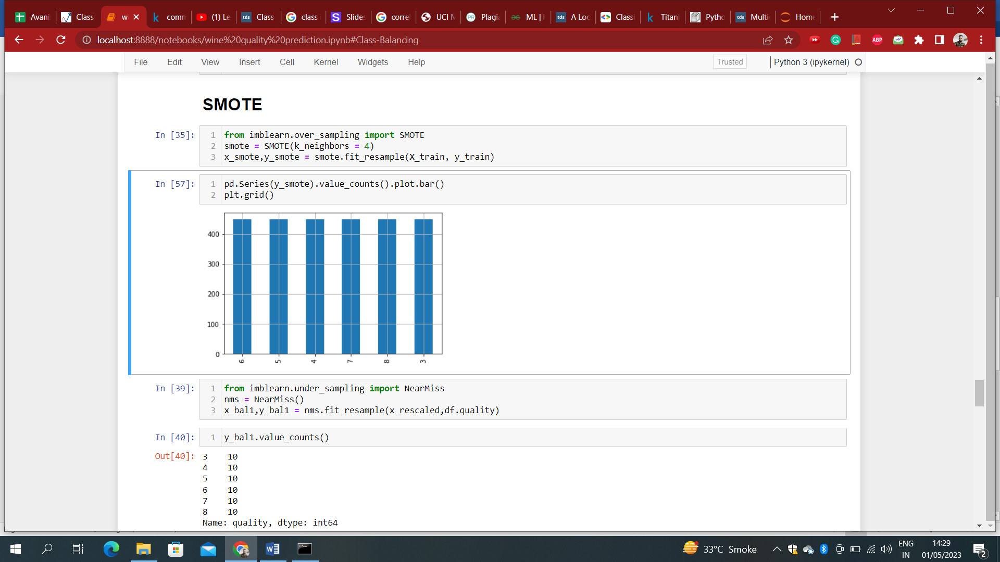 Avani
Class
wi
comm
(1) Le
Class
class
Slides
corre
UCI M
Plagia
ML | 
A Loc
Classi
Titani
Pytho
Multi
Home
localhost:8888/notebooks/wine%20quality%20prediction.ipynb#Class-Balancing
ABP
File Edit View Insert Cell Kernel Widgets Help Trusted Python 3 (ipykernel)
SMOTE
In [35]: 1 from imblearn.over_sampling import SMOTE
2 smote = SMOTE(k_neighbors = 4)
3 x_smote,y_smote = smote.fit_resample(X_train, y_train)
In [57]: 1 pd.Series(y_smote).value_counts().plot.bar()
2 plt.grid()
400
300
200
100
0
6 5 4 7 8 3
In [39]: 1 from imblearn.under_sampling import NearMiss
2 nms = NearMiss()
3 x_bal1,y_bal1 = nms.fit_resample(x_rescaled,df.quality)
In [40]: 1 y_bal1.value_counts()
Out[40]: 3 10
4 10
5 10
6 10
7 10
8 10
Name: quality, dtype: int64
33°C Smoke
ENG
IN
14:29
01/05/2023
2